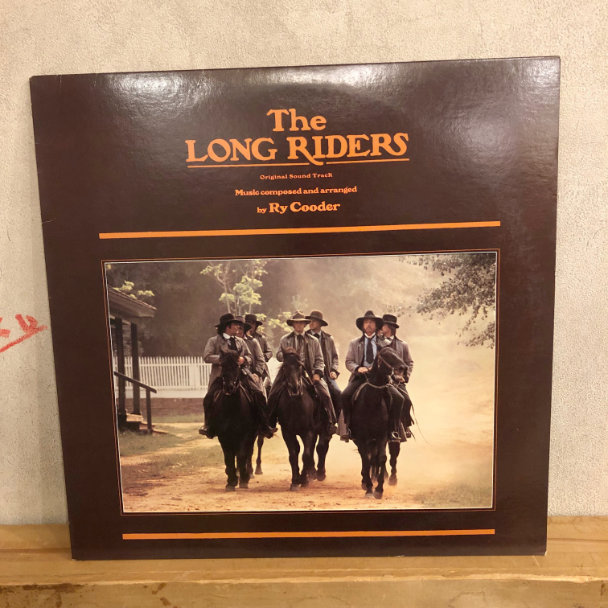 The
LONG RIDERS
Original Sound Track
Music composed and arranged
by Ry Cooder